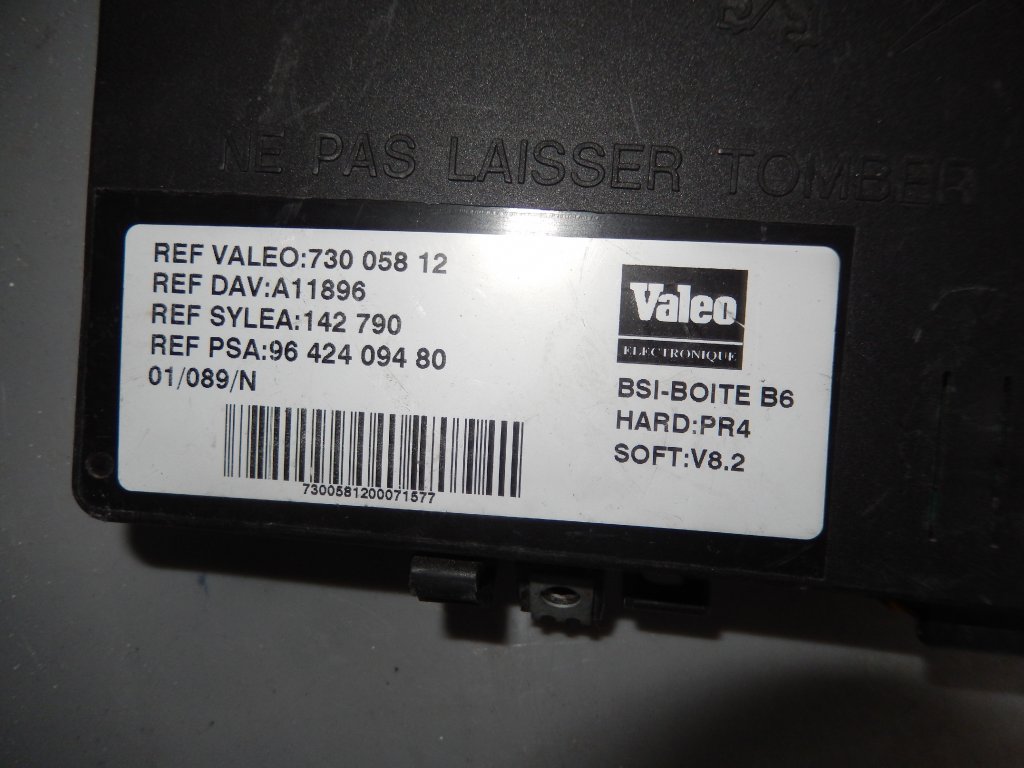 NE PAS LAISSER TOMBER
REF VALEO:730 058 12
REF DAV:A11896
REF SYLEA:142 790
REF PSA:96 424 094 80
01/089/N
7300581200071577
Valeo
ELECTRONIQUE
BSI-BOITE B6
HARD:PR4
SOFT:V8.2